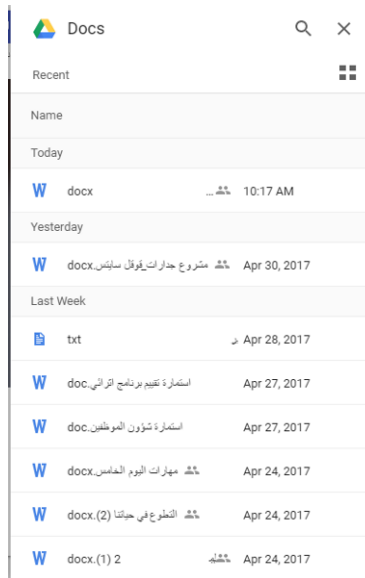 Docs
Recent
Name
Today
docx ... 10:17 AM
Yesterday
مشروع جدارات_قوقل سايتس.docx Apr 30, 2017
Last Week
txt Apr 28, 2017
استمارة تقييم برنامج اثرائي.doc Apr 27, 2017
استمارة شؤون الموظفين.doc Apr 27, 2017
مهارات اليوم الخامس.docx Apr 24, 2017
التطوع في حياتنا (2).docx Apr 24, 2017
2 (1).docx Apr 24, 2017